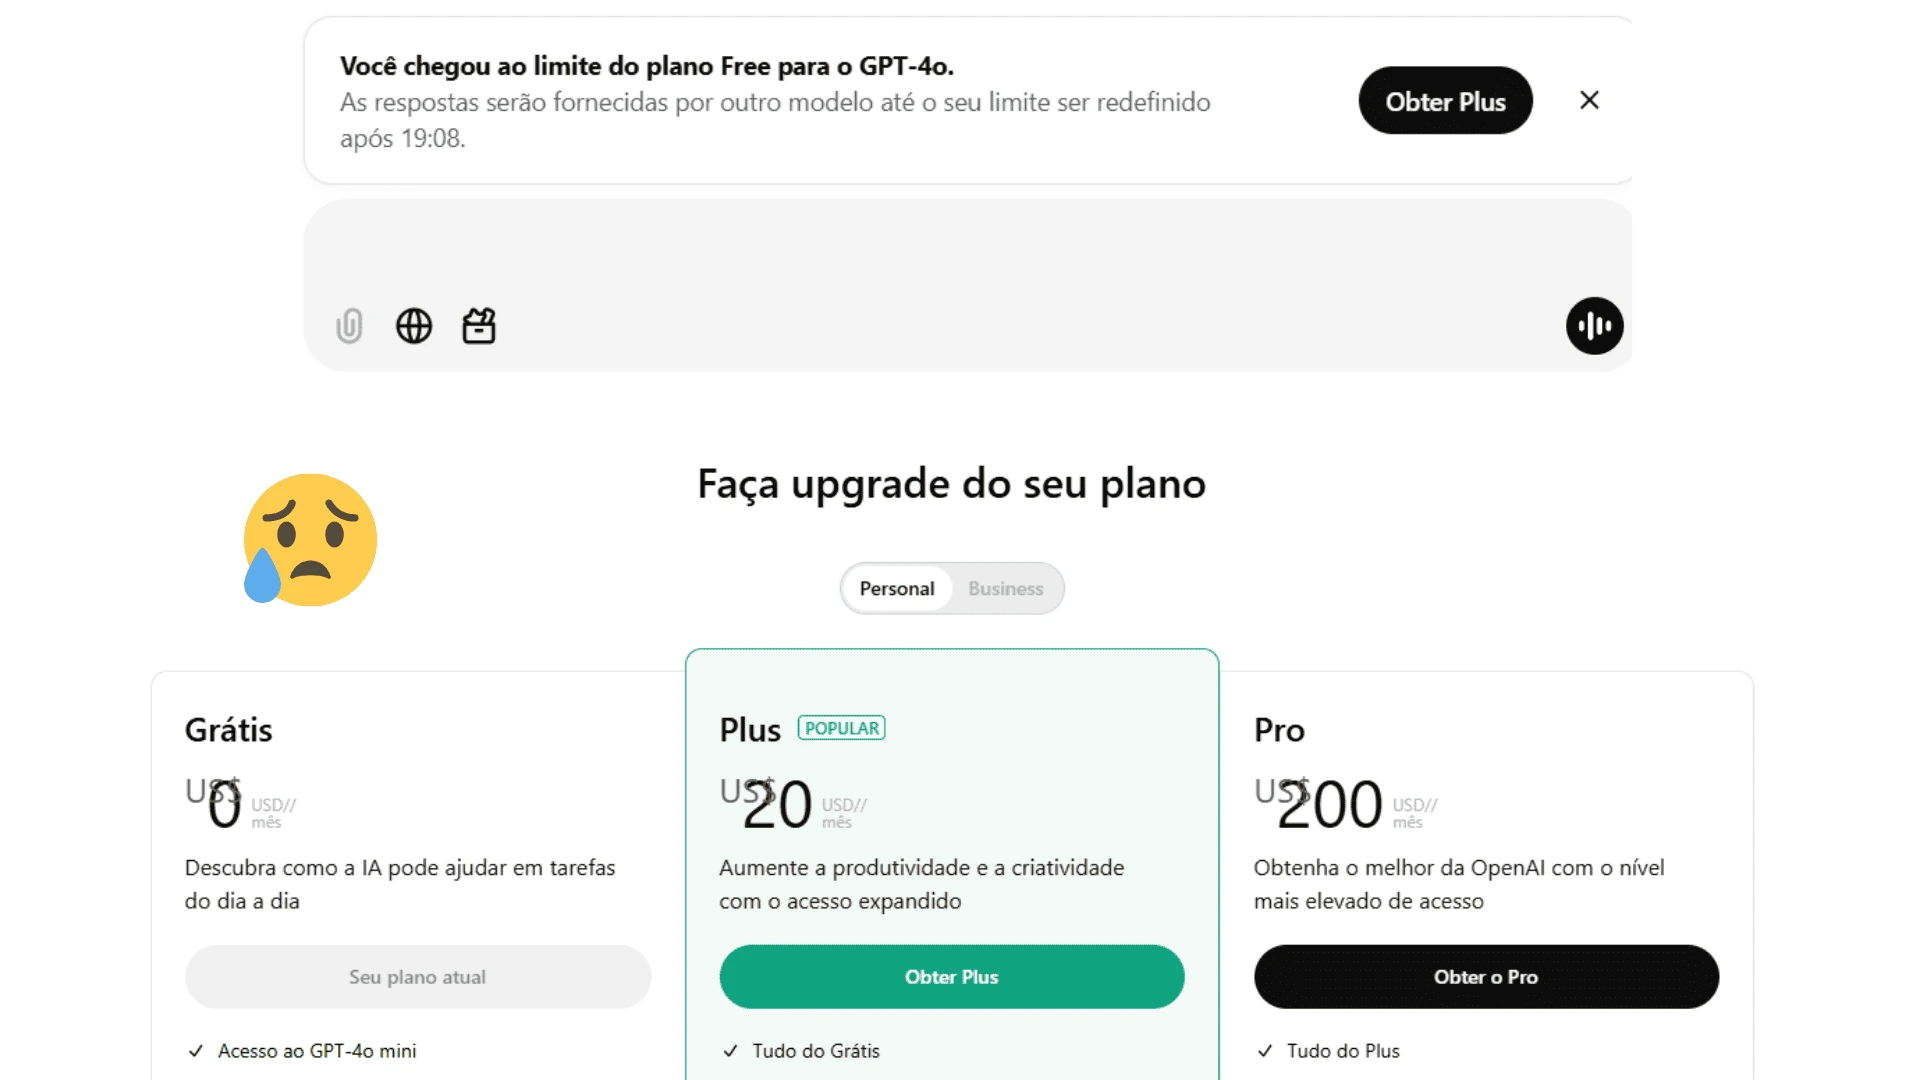 Você chegou ao limite do plano Free para o GPT-4o.
As respostas serão fornecidas por outro modelo até o seu limite ser redefinido
após 19:08.
Obter Plus
Faça upgrade do seu plano
Personal
Business
Grátis
US$
0
USD//
mês
Descubra como a IA pode ajudar em tarefas
do dia a dia
Seu plano atual
Acesso ao GPT-4o mini
Plus
POPULAR
US$
20
USD//
mês
Aumente a produtividade e a criatividade
com o acesso expandido
Obter Plus
Tudo do Grátis
Pro
US$
200
USD//
mês
Obtenha o melhor da OpenAI com o nível
mais elevado de acesso
Obter o Pro
Tudo do Plus